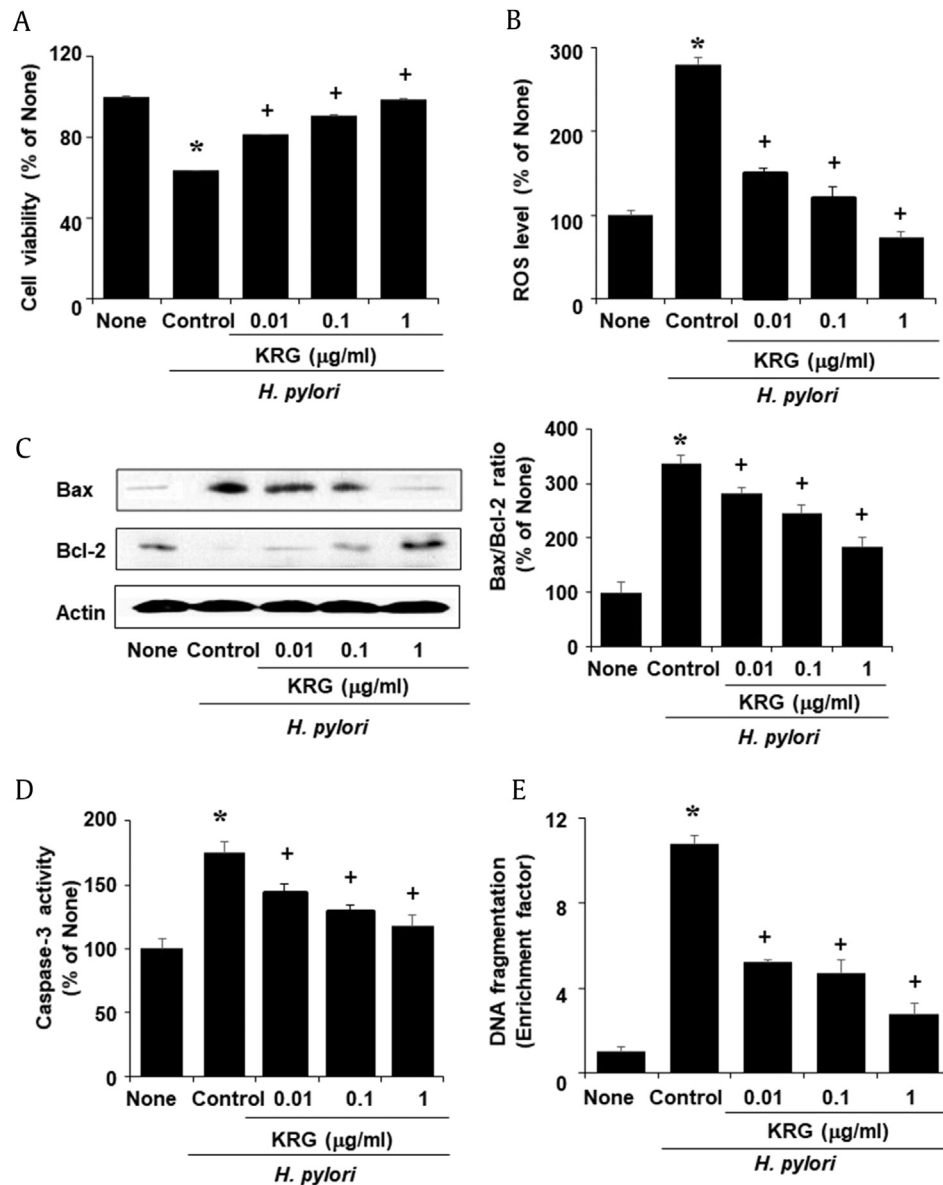 A
Cell viability (% of None)
120
80
40
0
*
+
+
+
None Control 0.01 0.1 1
KRG (μg/ml)
H. pylori
B
ROS level (% of None)
300
200
100
0
*
+
+
+
None Control 0.01 0.1 1
KRG (μg/ml)
H. pylori
C
Bax
Bcl-2
Actin
None Control 0.01 0.1 1
KRG (μg/ml)
H. pylori
Bax/Bcl-2 ratio
(% of None)
400
300
200
100
0
*
+
+
+
None Control 0.01 0.1 1
KRG (μg/ml)
H. pylori
D
Caspase-3 activity
(% of None)
200
150
100
50
0
*
+
+
+
None Control 0.01 0.1 1
KRG (μg/ml)
H. pylori
E
DNA fragmentation
(Enrichment factor)
12
8
4
0
*
+
+
+
None Control 0.01 0.1 1
KRG (μg/ml)
H. pylori